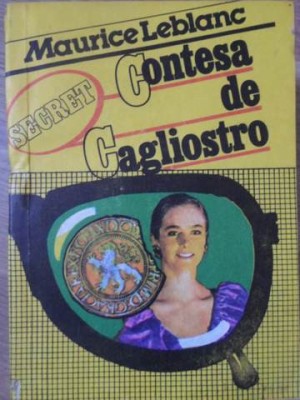 Maurice Leblanc
SECRET
Contesa
de
Cagliostro